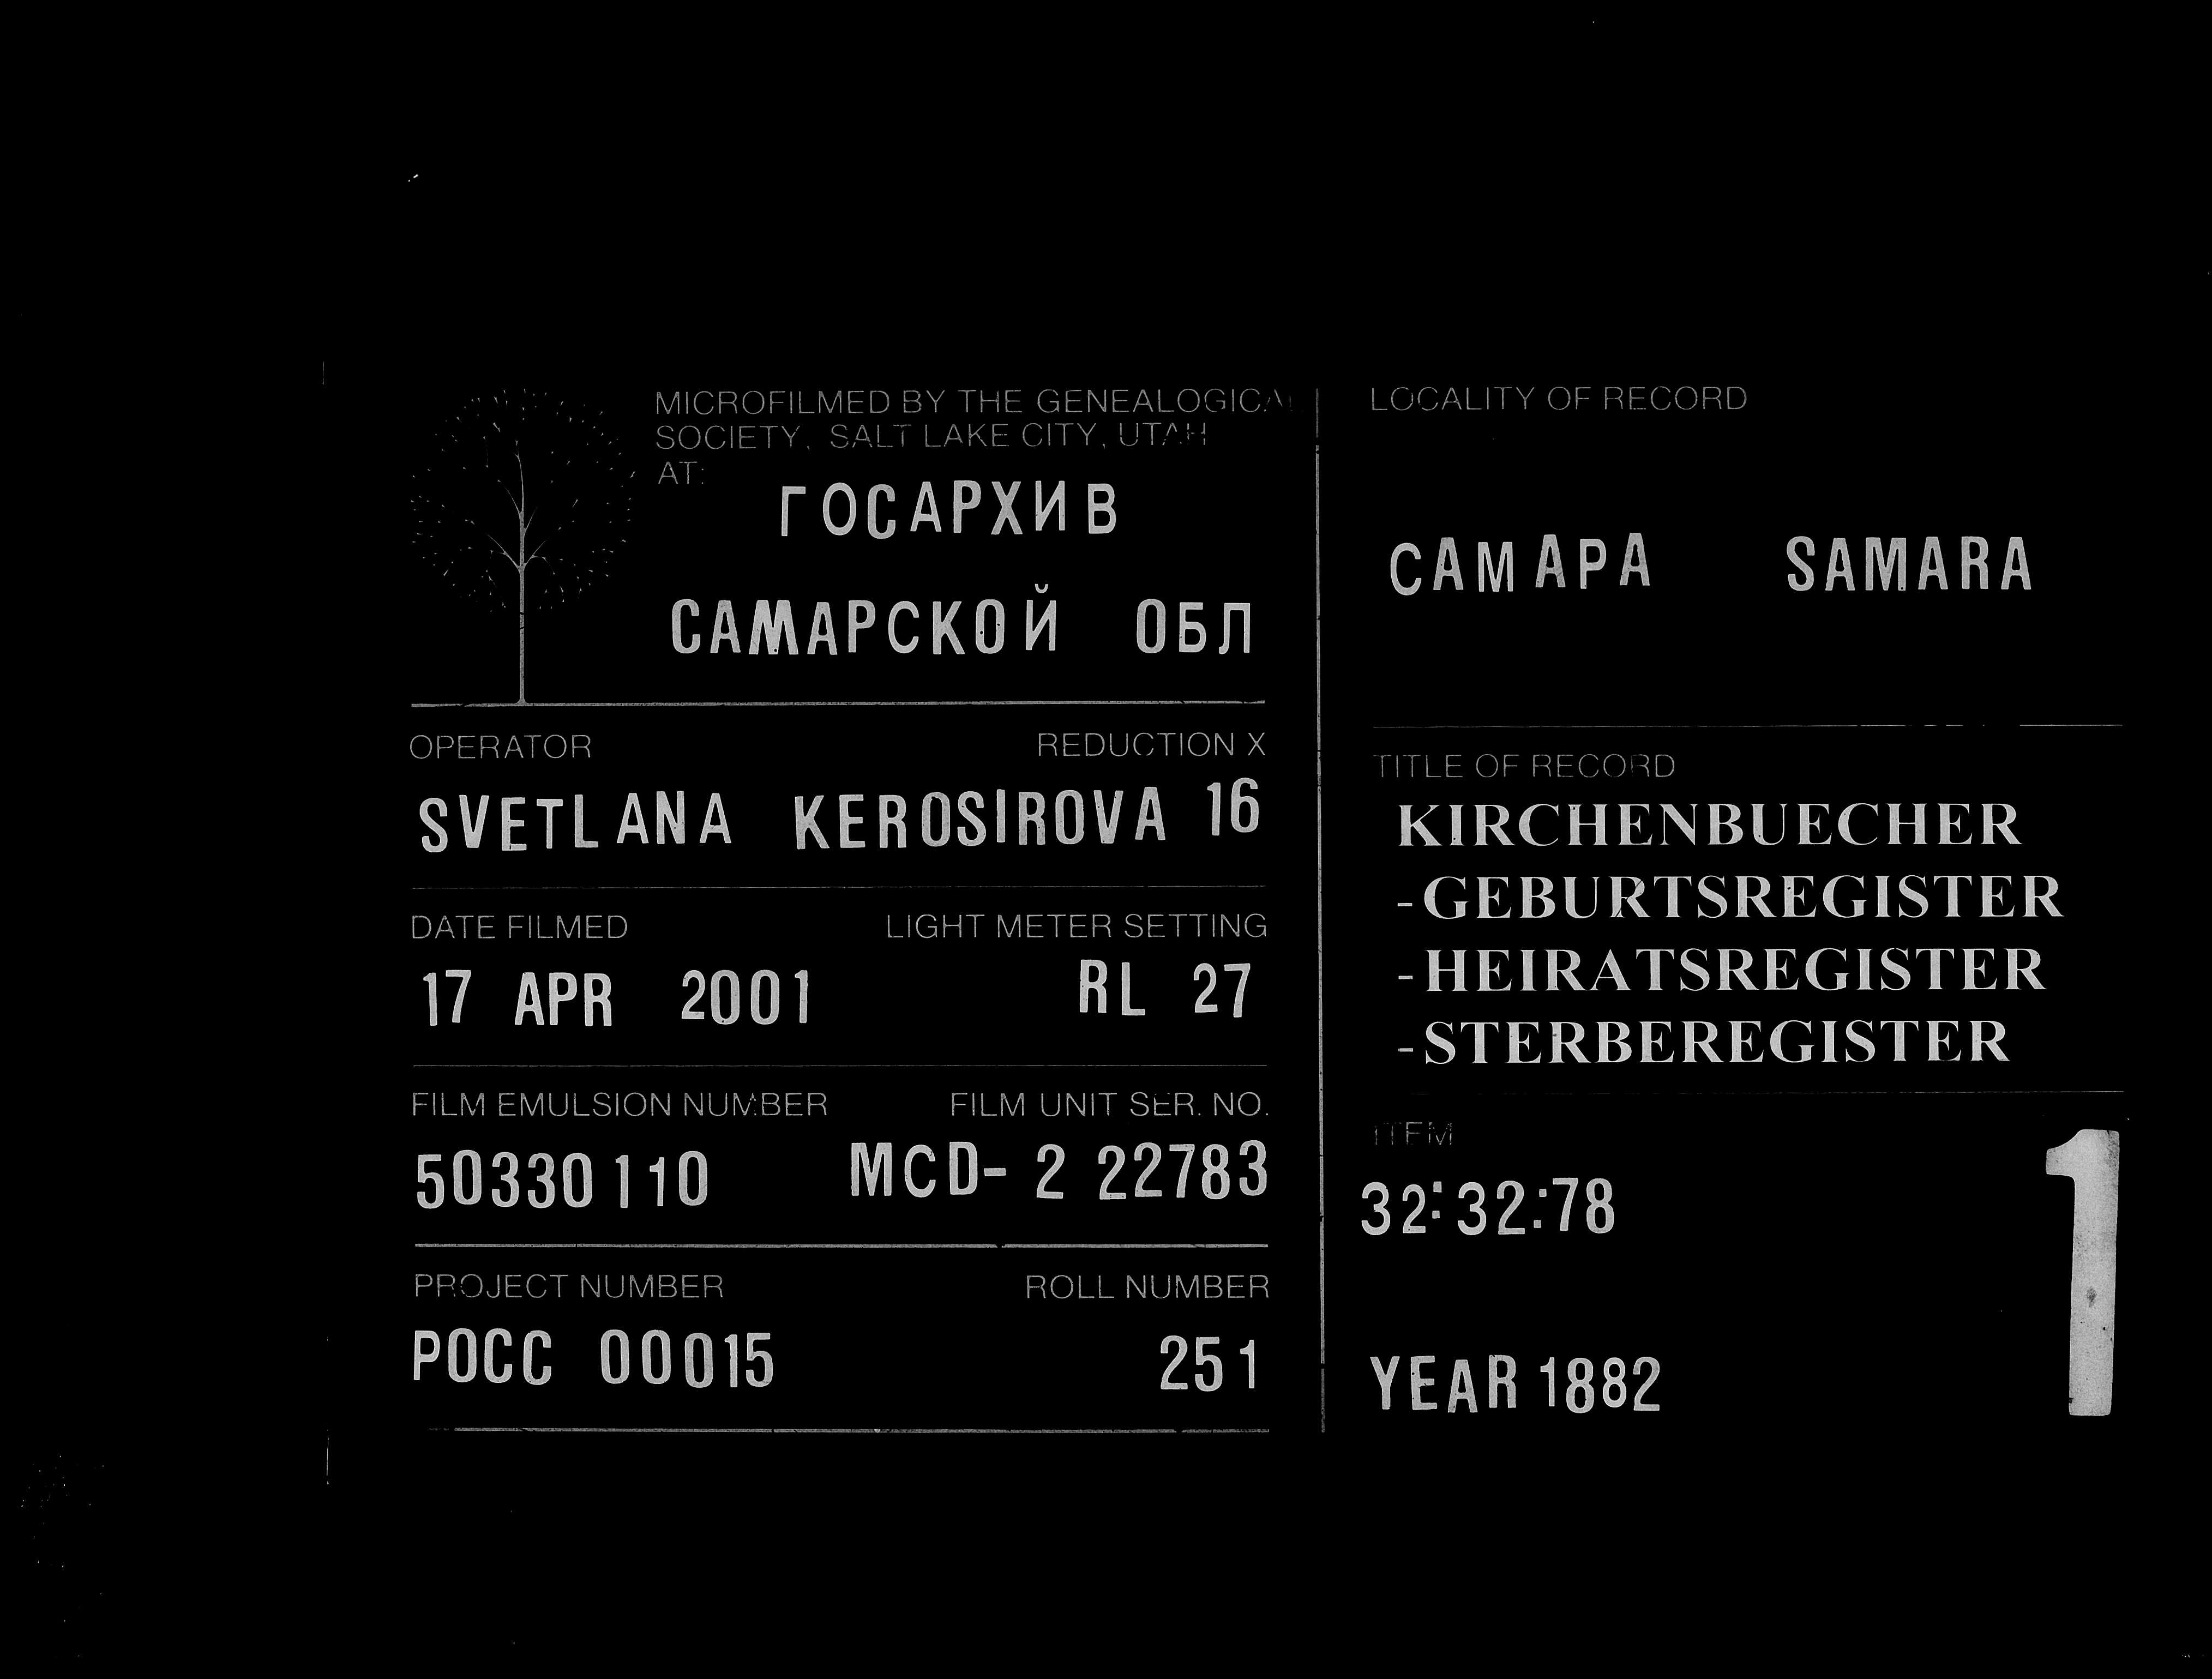 MICROFILMED BY THE GENEALOGICAL
SOCIETY, SALT LAKE CITY, UTAH
AT:
ГОСАРХИВ
САМАРСКОЙ ОБЛ
OPERATOR REDUCTION X
SVETLANA KEROSIROVA 16
DATE FILMED LIGHT METER SETTING
17 APR 2001 RL 27
FILM EMULSION NUMBER FILM UNIT SER. NO.
50330110 MCD-2 22783
PROJECT NUMBER ROLL NUMBER
РОСС 00015 251
LOCALITY OF RECORD
САМАРА SAMARA
TITLE OF RECORD
KIRCHENBUECHER
-GEBURTSREGISTER
-HEIRATSREGISTER
-STERBEREGISTER
ITEM
32:32:78
1
YEAR 1882